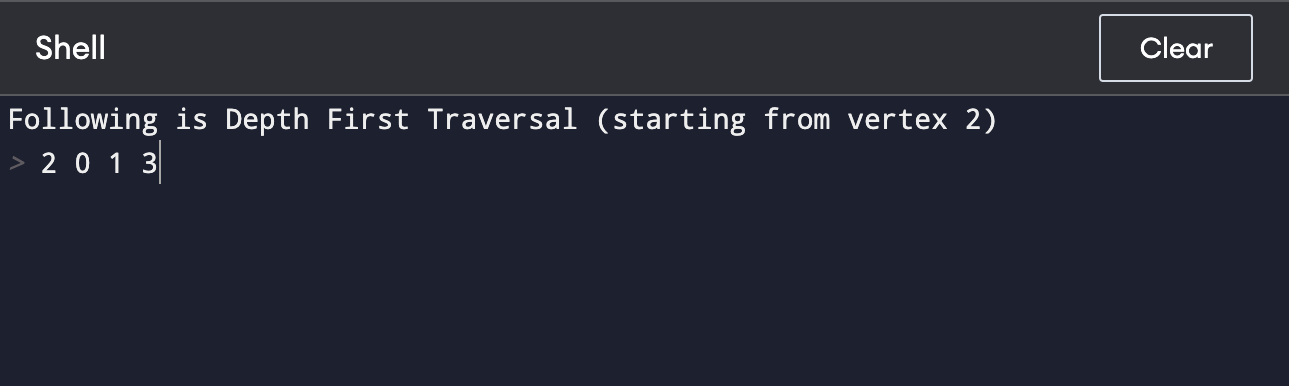 Shell
Clear
Following is Depth First Traversal (starting from vertex 2)
> 2 0 1 3